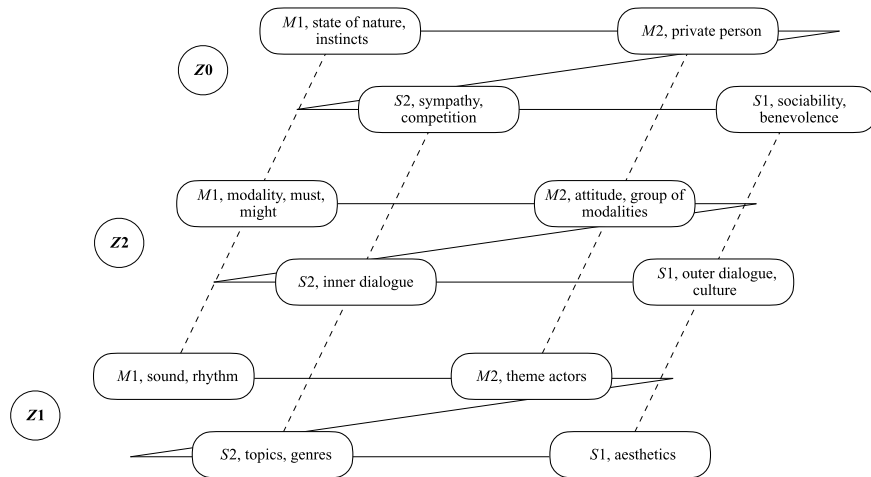 M1, state of nature,
instincts
M2, private person
Z0
S2, sympathy,
competition
S1, sociability,
benevolence
M1, modality, must,
might
M2, attitude, group of
modalities
Z2
S2, inner dialogue
S1, outer dialogue,
culture
M1, sound, rhythm
M2, theme actors
Z1
S2, topics, genres
S1, aesthetics